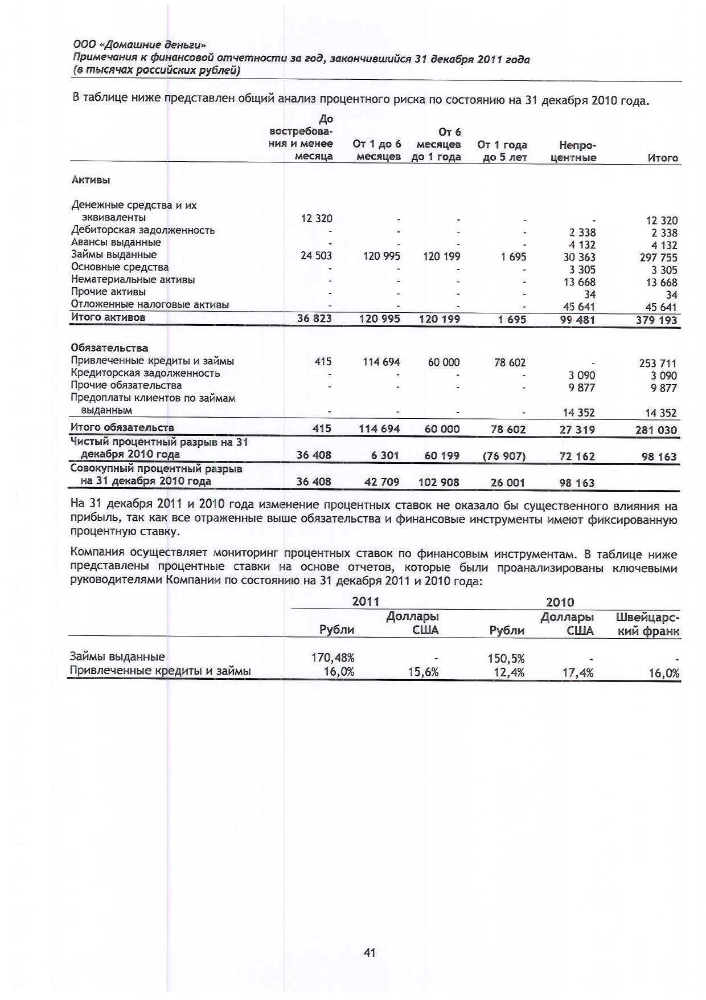 ООО «Домашние деньги»
Примечания к финансовой отчетности за год, закончившийся 31 декабря 2011 года
(в тысячах российских рублей)
В таблице ниже представлен общий анализ процентного риска по состоянию на 31 декабря 2010 года.
До
востребова- От 6
ния и менее От 1 до 6 месяцев От 1 года Непро-
месяца месяцев до 1 года до 5 лет центные Итого
Активы
Денежные средства и их
эквиваленты 12 320 - - - - 12 320
Дебиторская задолженность - - - - 2 338 2 338
Авансы выданные - - - - 4 132 4 132
Займы выданные 24 503 120 995 120 199 1 695 30 363 297 755
Основные средства - - - - 3 305 3 305
Нематериальные активы - - - - 13 668 13 668
Прочие активы - - - - 34 34
Отложенные налоговые активы - - - - 45 641 45 641
Итого активов 36 823 120 995 120 199 1 695 99 481 379 193
Обязательства
Привлеченные кредиты и займы 415 114 694 60 000 78 602 - 253 711
Кредиторская задолженность - - - - 3 090 3 090
Прочие обязательства - - - - 9 877 9 877
Предоплаты клиентов по займам
выданным - - - - 14 352 14 352
Итого обязательств 415 114 694 60 000 78 602 27 319 281 030
Чистый процентный разрыв на 31
декабря 2010 года 36 408 6 301 60 199 (76 907) 72 162 98 163
Совокупный процентный разрыв
на 31 декабря 2010 года 36 408 42 709 102 908 26 001 98 163
На 31 декабря 2011 и 2010 года изменение процентных ставок не оказало бы существенного влияния на
прибыль, так как все отраженные выше обязательства и финансовые инструменты имеют фиксированную
процентную ставку.
Компания осуществляет мониторинг процентных ставок по финансовым инструментам. В таблице ниже
представлены процентные ставки на основе отчетов, которые были проанализированы ключевыми
руководителями Компании по состоянию на 31 декабря 2011 и 2010 года:
2011 2010
Доллары Доллары Швейцарс-
Рубли США Рубли США кий франк
Займы выданные 170,48% - 150,5% - -
Привлеченные кредиты и займы 16,0% 15,6% 12,4% 17,4% 16,0%
41